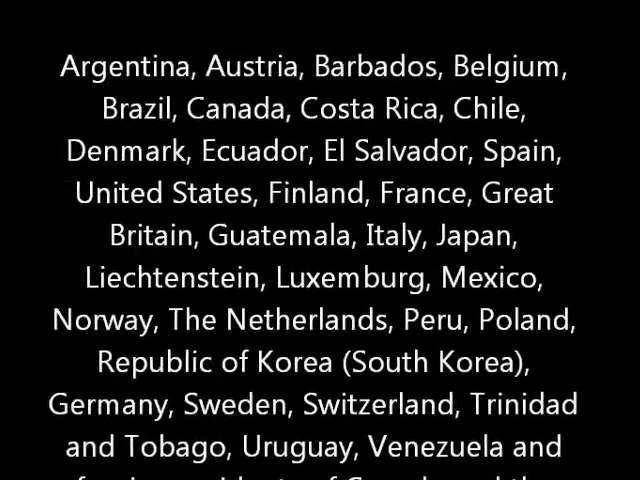 Argentina, Austria, Barbados, Belgium,
Brazil, Canada, Costa Rica, Chile,
Denmark, Ecuador, El Salvador, Spain,
United States, Finland, France, Great
Britain, Guatemala, Italy, Japan,
Liechtenstein, Luxemburg, Mexico,
Norway, The Netherlands, Peru, Poland,
Republic of Korea (South Korea),
Germany, Sweden, Switzerland, Trinidad
and Tobago, Uruguay, Venezuela and